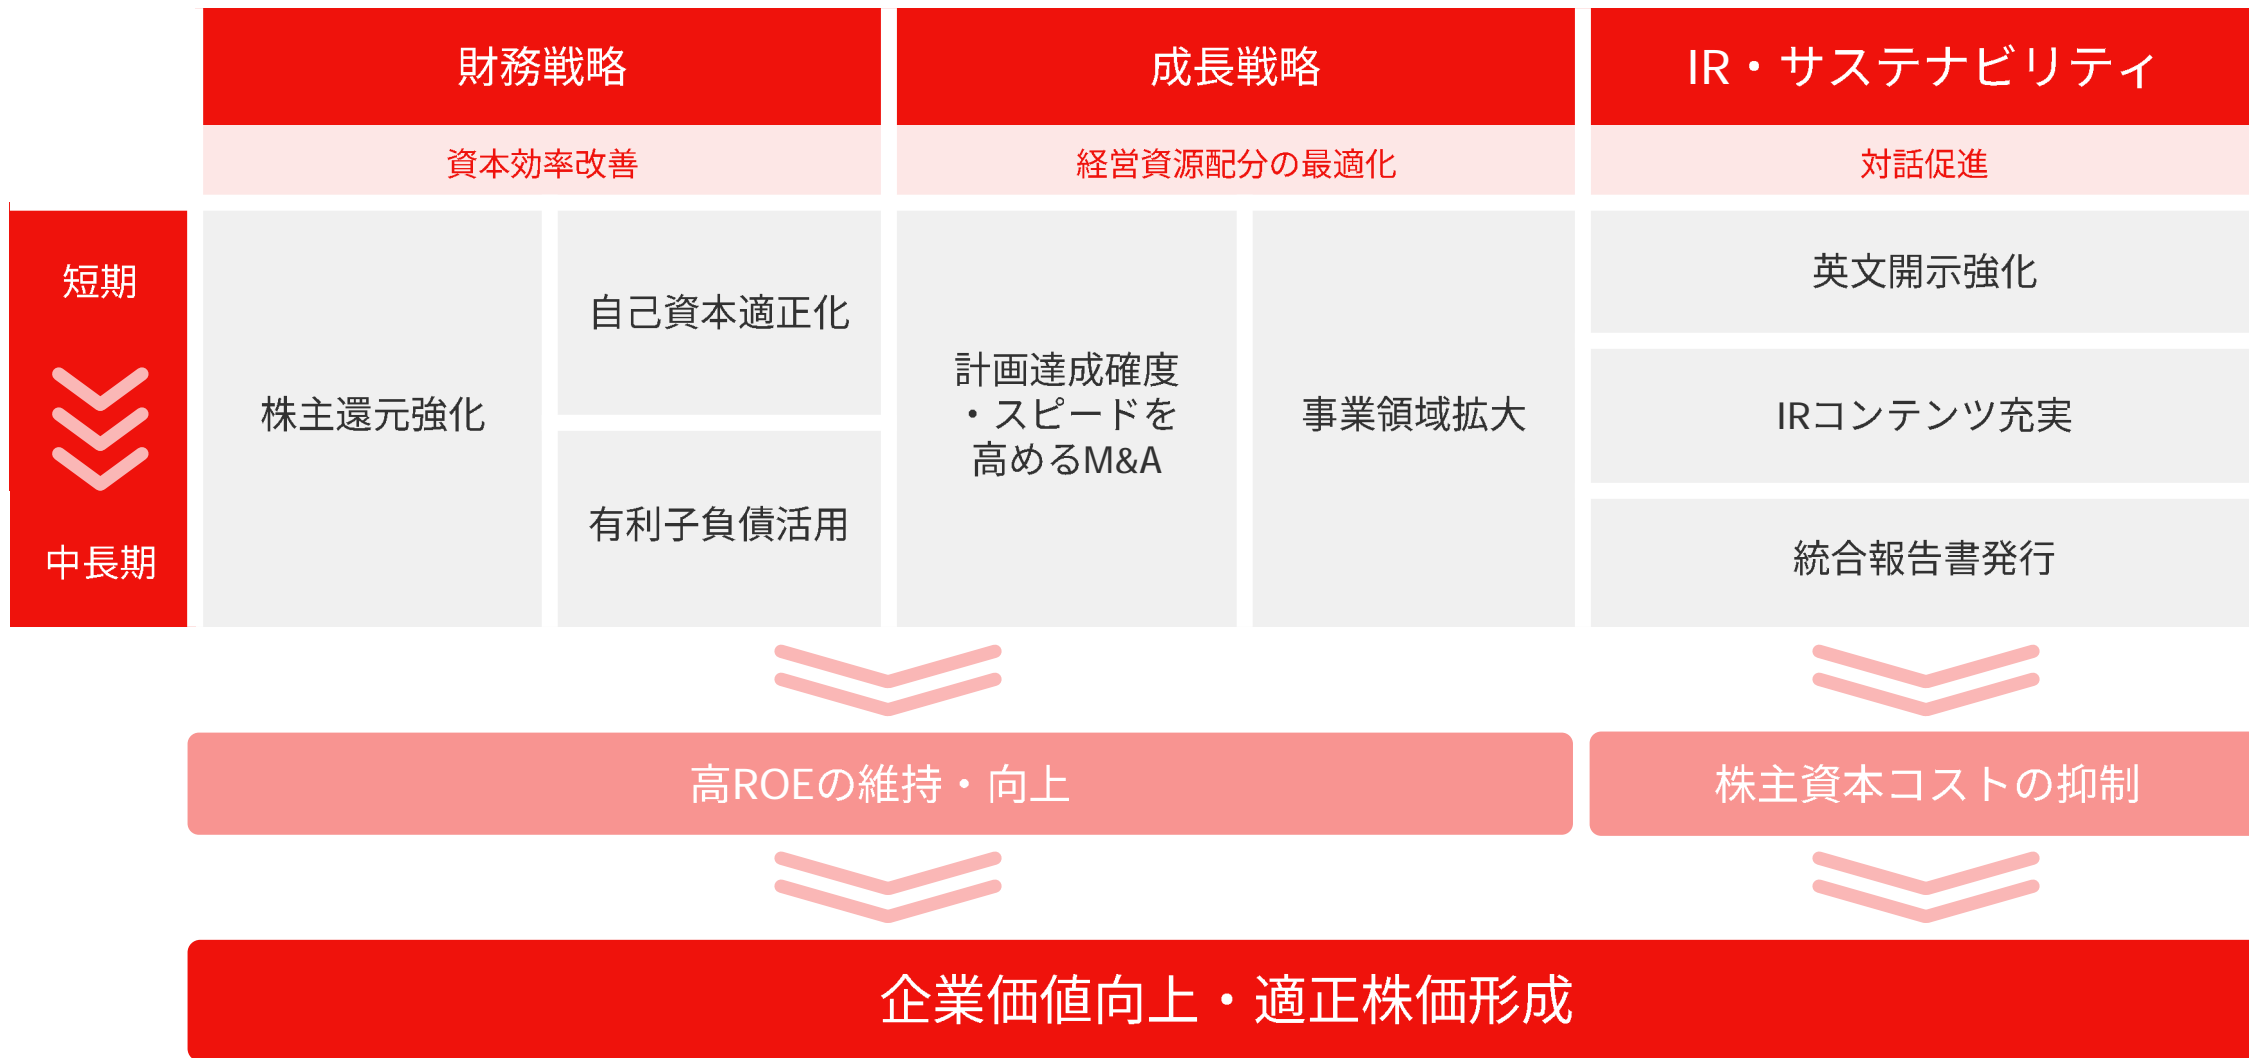 財務戦略
成長戦略
IR・サステナビリティ
資本効率改善
経営資源配分の最適化
対話促進
短期
中長期
株主還元強化
自己資本適正化
有利子負債活用
計画達成確度
・スピードを
高めるM&A
事業領域拡大
英文開示強化
IRコンテンツ充実
統合報告書発行
高ROEの維持・向上
株主資本コストの抑制
企業価値向上・適正株価形成